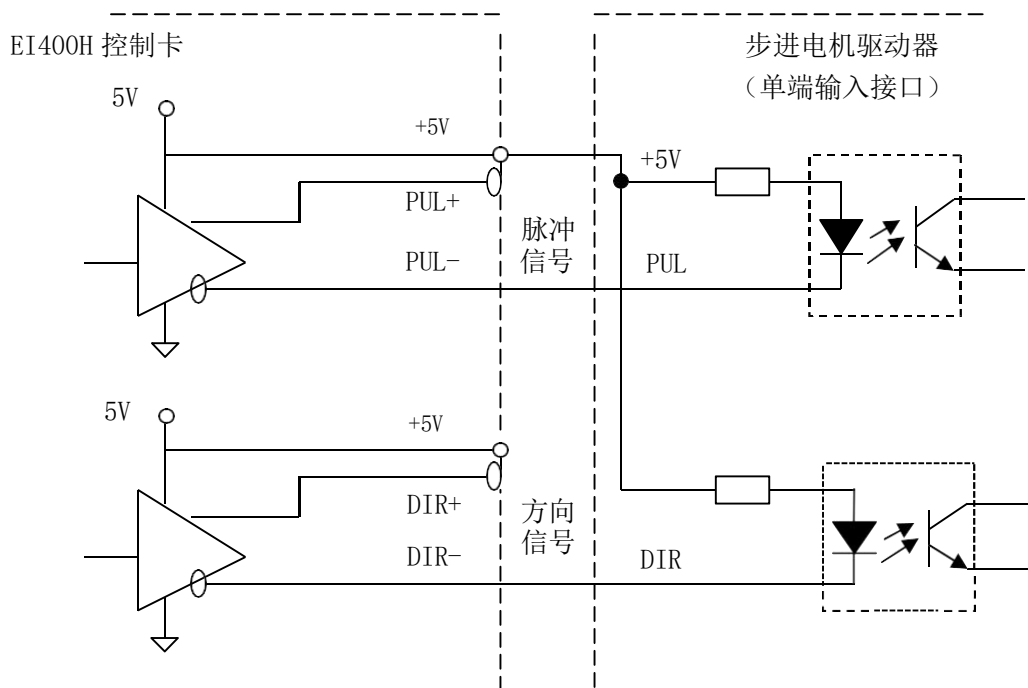 EI400H 控制卡
步进电机驱动器
（单端输入接口）
5V
+5V
+5V
PUL+
脉冲
信号
PUL-
PUL
5V
+5V
DIR+
方向
信号
DIR-
DIR